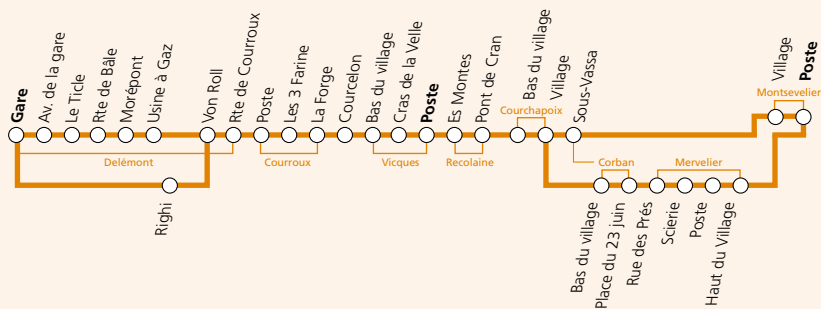 Gare
Av. de la gare
Le Ticle
Rte de Bâle
Morépont
Usine à Gaz
Von Roll
Rte de Courroux
Poste
Les 3 Farine
La Forge
Courcelon
Bas du village
Cras de la Velle
Poste
Es Montes
Pont de Cran
Bas du village
Village
Sous-Vassa
Village
Poste
Montsevelier
Courchapoix
Delémont
Courroux
Vicques
Recolaine
Corban
Mervelier
Righi
Bas du village
Place du 23 juin
Rue des Prés
Scierie
Poste
Haut du Village